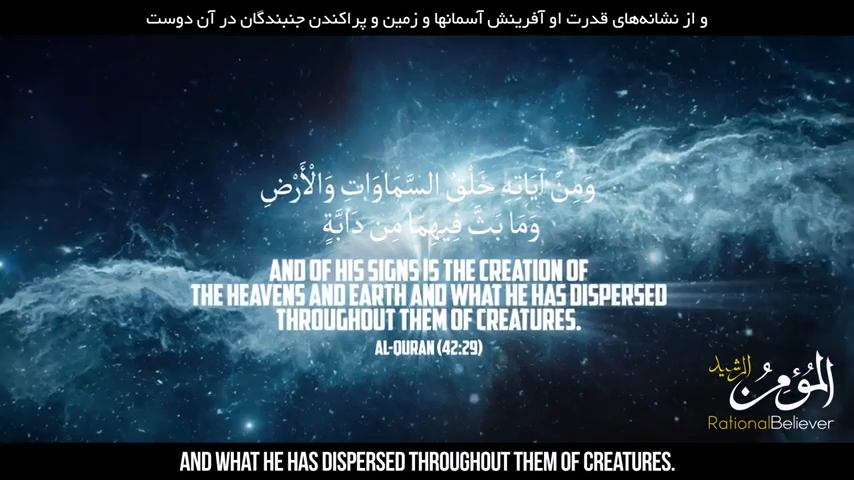 و از نشانه‌های قدرت او آفرینش آسمانها و زمین و پراکندن جنبندگان در آن دوست
وَمِنْ آيَاتِهِ خَلْقُ السَّمَاوَاتِ وَالْأَرْضِ
وَمَا بَثَّ فِيهِمَا مِن دَابَّةٍ
AND OF HIS SIGNS IS THE CREATION OF
THE HEAVENS AND EARTH AND WHAT HE HAS DISPERSED
THROUGHOUT THEM OF CREATURES.
AL-QURAN (42:29)
المؤمن الرشيد
RationalBeliever
AND WHAT HE HAS DISPERSED THROUGHOUT THEM OF CREATURES.